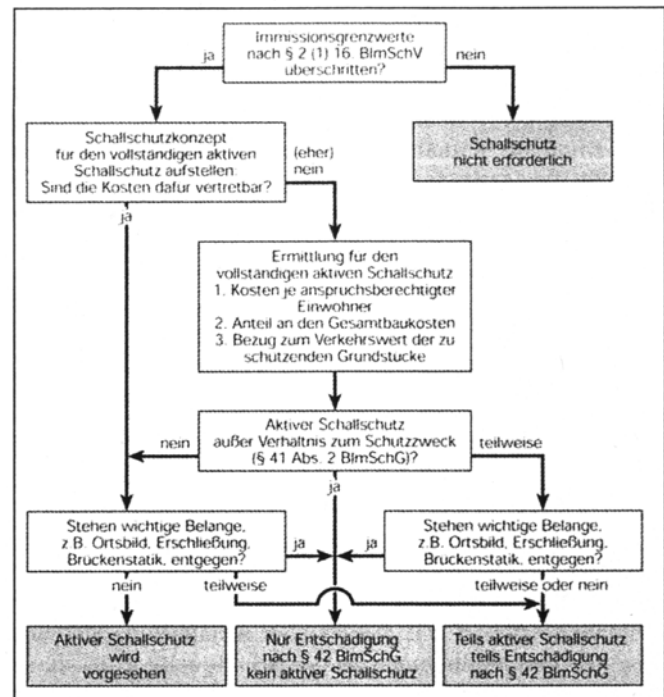 Immissionsgrenzwerte
nach § 2 (1) 16. BImSchV
überschritten?
ja
nein
Schallschutzkonzept
für den vollständigen aktiven
Schallschutz aufstellen.
Sind die Kosten dafür vertretbar?
(eher)
nein
Schallschutz
nicht erforderlich
ja
Ermittlung für den
vollständigen aktiven Schallschutz
1. Kosten je anspruchsberechtigter
Einwohner
2. Anteil an den Gesamtbaukosten
3. Bezug zum Verkehrswert der zu
schützenden Grundstücke
nein
Aktiver Schallschutz
außer Verhältnis zum Schutzzweck
(§ 41 Abs. 2 BImSchG)?
teilweise
ja
Stehen wichtige Belange,
z.B. Ortsbild, Erschließung,
Brückenstatik, entgegen?
ja
ja
Stehen wichtige Belange,
z.B. Ortsbild, Erschließung,
Brückenstatik, entgegen?
nein
teilweise
teilweise oder nein
Aktiver Schallschutz
wird
vorgesehen
Nur Entschädigung
nach § 42 BImSchG
kein aktiver Schallschutz
Teils aktiver Schallschutz
teils Entschädigung
nach § 42 BImSchG